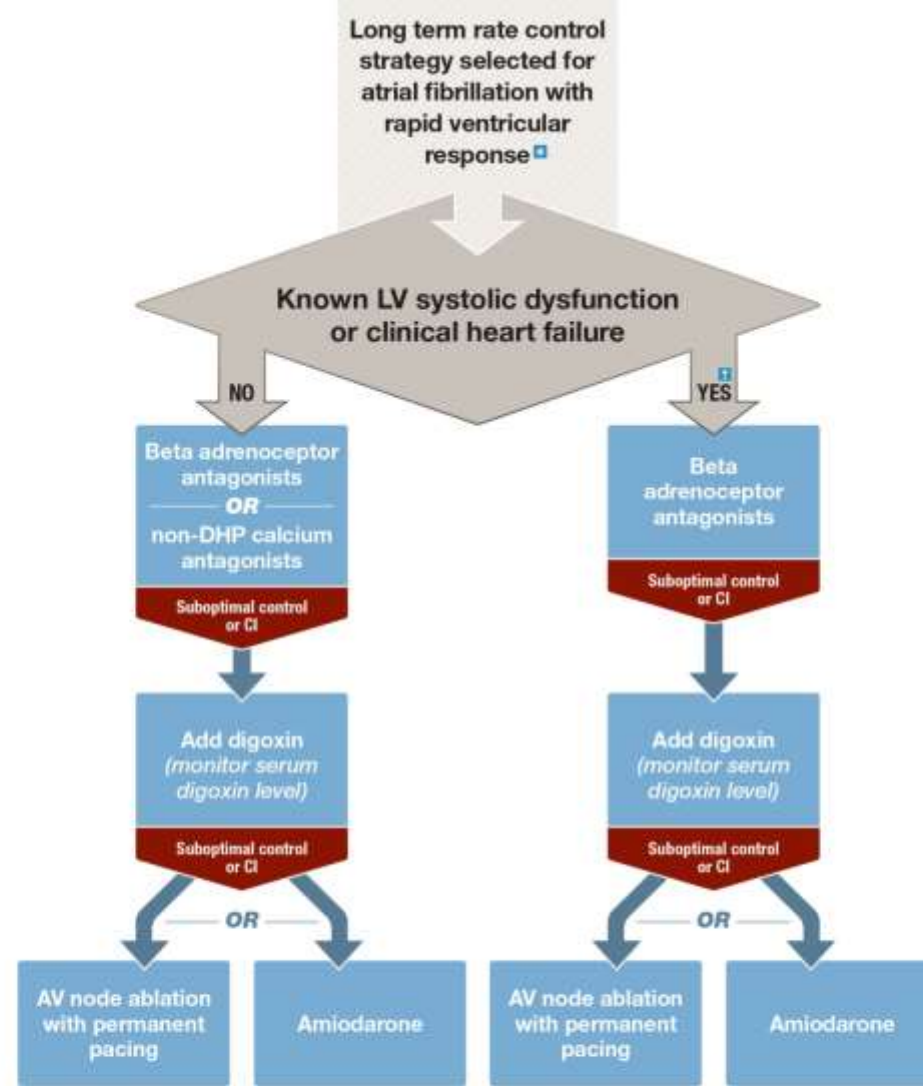 Long term rate control
strategy selected for
atrial fibrillation with
rapid ventricular
response *
Known LV systolic dysfunction
or clinical heart failure
NO
YES †
Beta adrenoceptor
antagonists
OR
non-DHP calcium
antagonists
Suboptimal control
or CI
Beta
adrenoceptor
antagonists
Suboptimal control
or CI
Add digoxin
(monitor serum
digoxin level)
Suboptimal control
or CI
Add digoxin
(monitor serum
digoxin level)
Suboptimal control
or CI
OR
OR
AV node ablation
with permanent
pacing
Amiodarone
AV node ablation
with permanent
pacing
Amiodarone